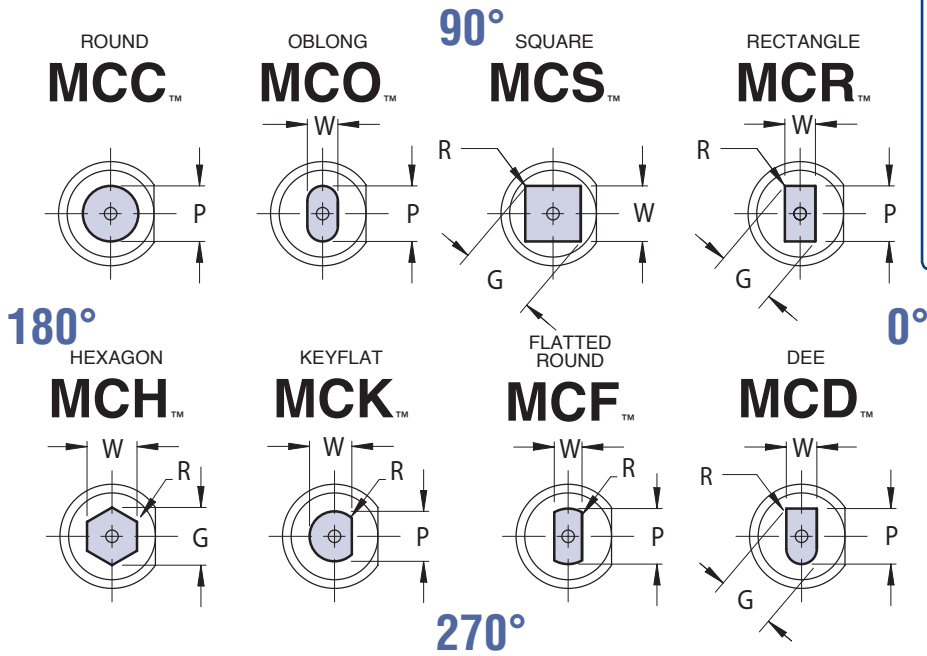 90°
ROUND OBLONG SQUARE RECTANGLE
MCC™ MCO™ MCS™ MCR™
W W
R R
P P W P
G G
180° 0°
HEXAGON KEYFLAT FLATTED ROUND DEE
MCH™ MCK™ MCF™ MCD™
W W W W
R R R R
G P P P
G
270°